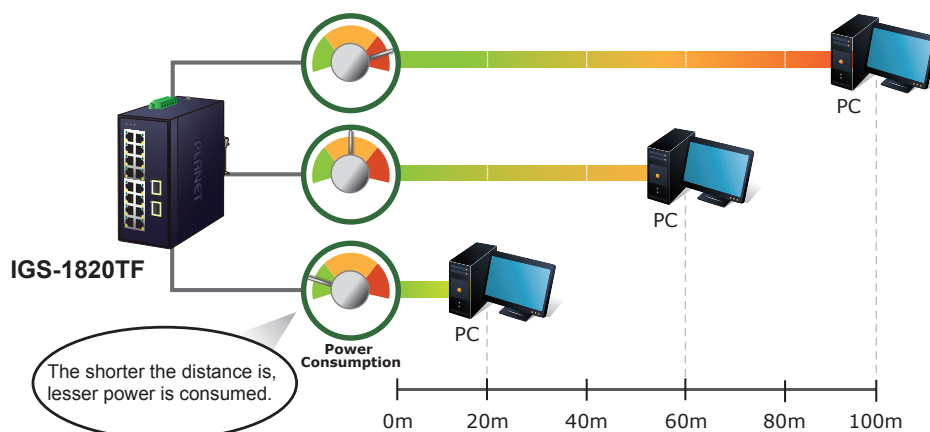 PC
PLANET
PC
IGS-1820TF
PC
Power
Consumption
The shorter the distance is,
lesser power is consumed.
0m 20m 40m 60m 80m 100m